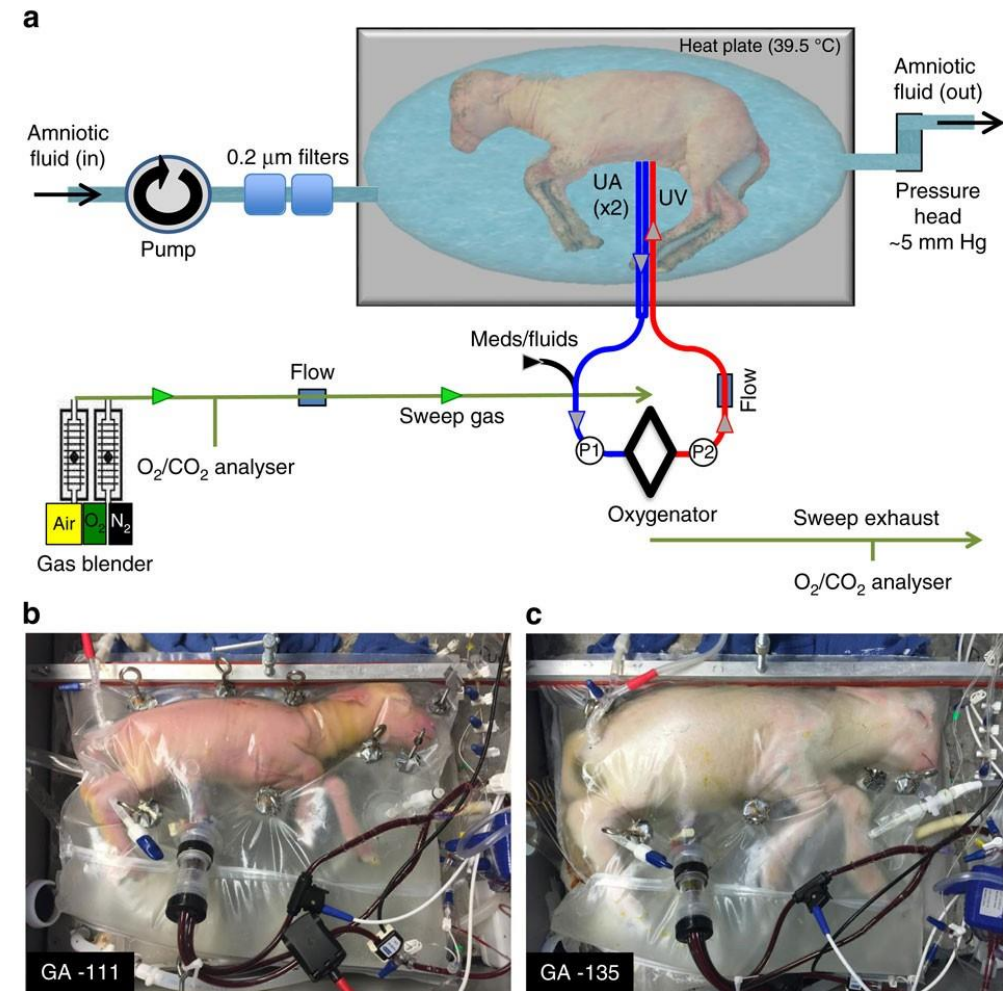 a
Heat plate (39.5 °C)
Amniotic
fluid (in)
0.2 μm filters
Pump
UA
(x2)
UV
Amniotic
fluid (out)
Pressure
head
~5 mm Hg
Meds/fluids
Flow
Sweep gas
O₂/CO₂ analyser
Flow
P1
P2
Oxygenator
Air
O₂
N₂
Gas blender
Sweep exhaust
O₂/CO₂ analyser
b
GA -111
c
GA -135